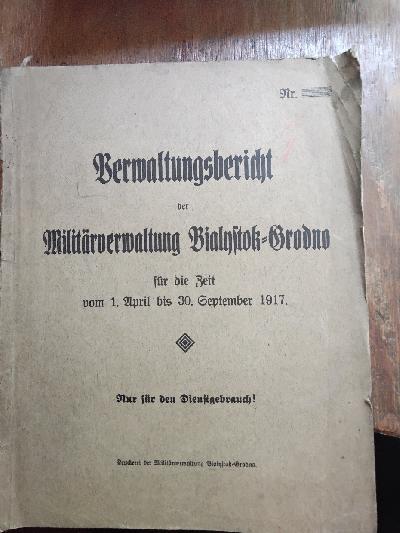 Nr.
Verwaltungsbericht
der
Militärverwaltung Bialystok-Grodno
für die Zeit
vom 1. April bis 30. September 1917.
Nur für den Dienstgebrauch!
Druckerei der Militärverwaltung Bialystok-Grodno.